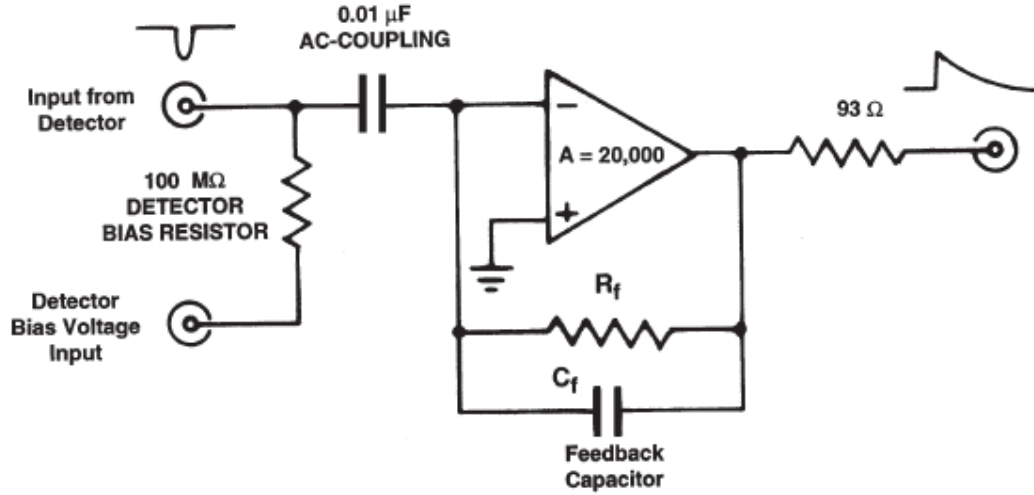 0.01 μF
AC-COUPLING
Input from
Detector
93 Ω
−
A = 20,000
+
100 MΩ
DETECTOR
BIAS RESISTOR
Detector
Bias Voltage
Input
Rf
Cf
Feedback
Capacitor